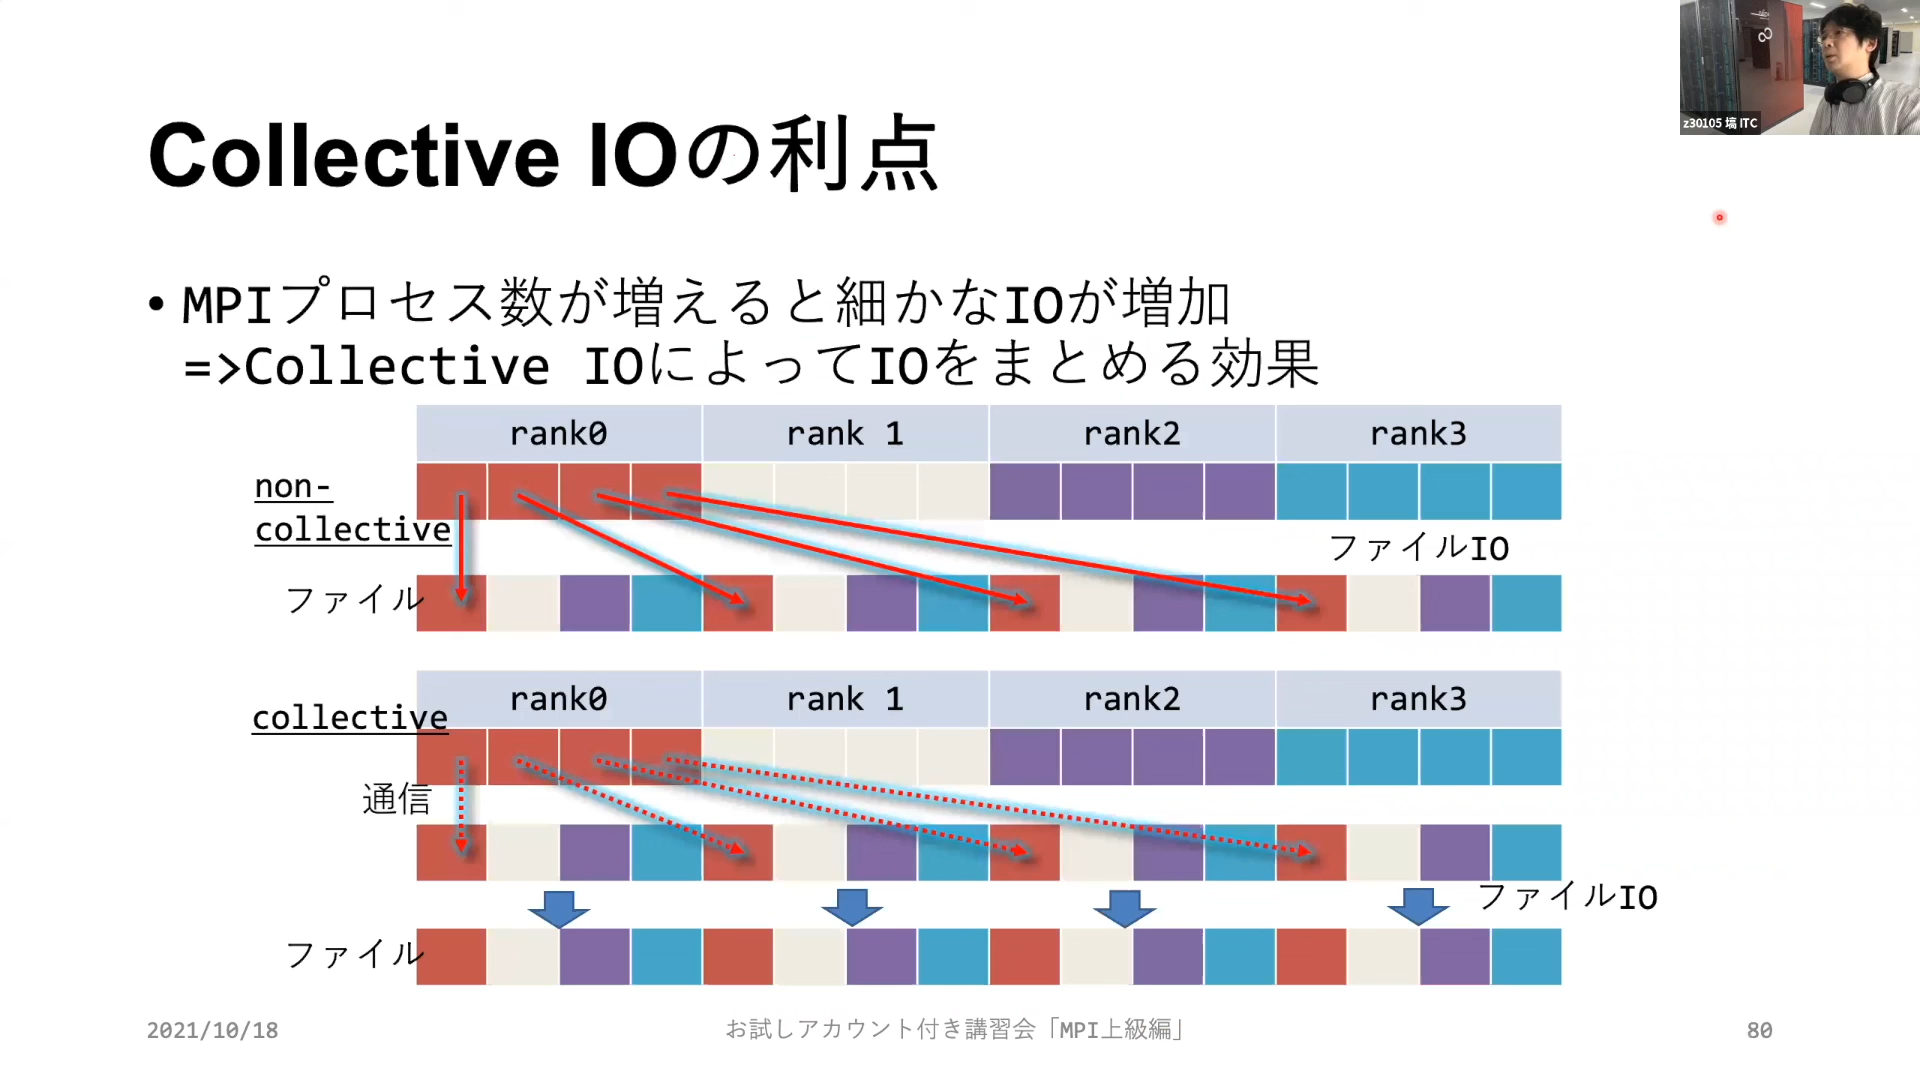 z30105 塙 ITC
Collective IOの利点
• MPIプロセス数が増えると細かなIOが増加
=>Collective IOによってIOをまとめる効果
rank0 rank 1 rank2 rank3
non-
collective
ファイルIO
ファイル
rank0 rank 1 rank2 rank3
collective
通信
ファイルIO
ファイル
2021/10/18 お試しアカウント付き講習会「MPI上級編」 80